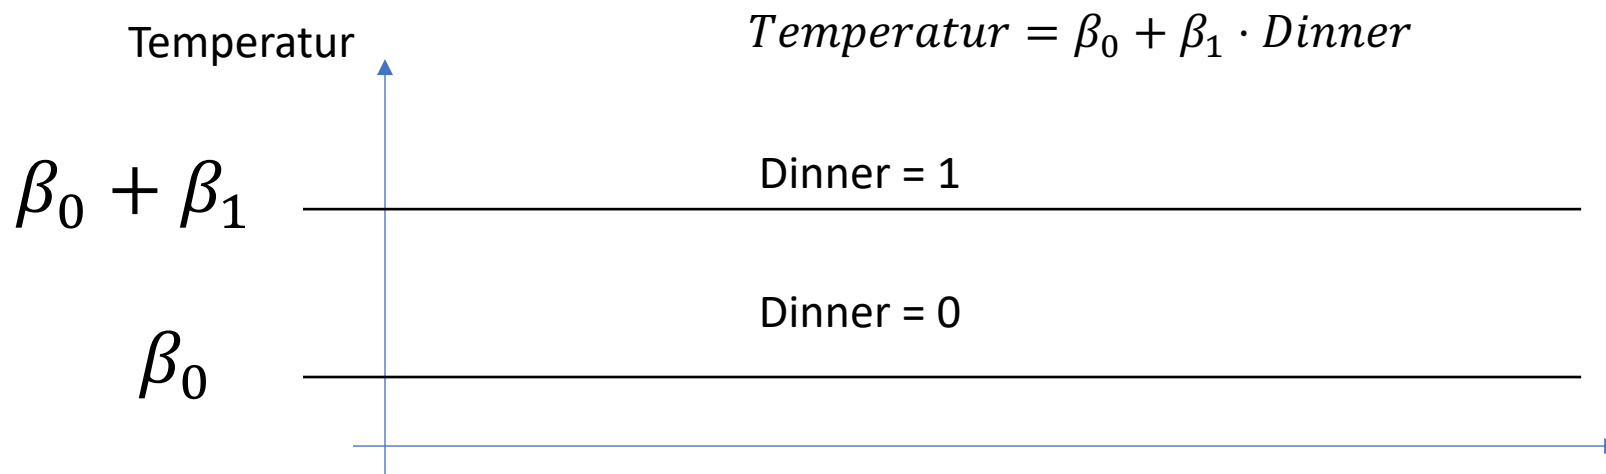 Temperatur
Temperatur = β₀ + β₁ · Dinner
β₀ + β₁
Dinner = 1
Dinner = 0
β₀